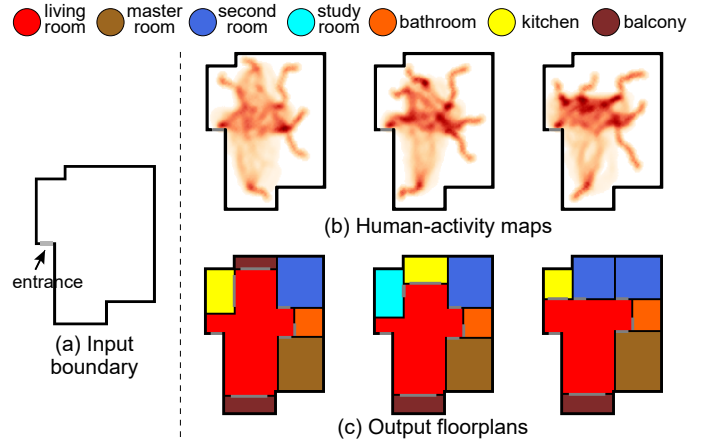 living room
master room
second room
study room
bathroom
kitchen
balcony
(b) Human-activity maps
entrance
(a) Input
boundary
(c) Output floorplans